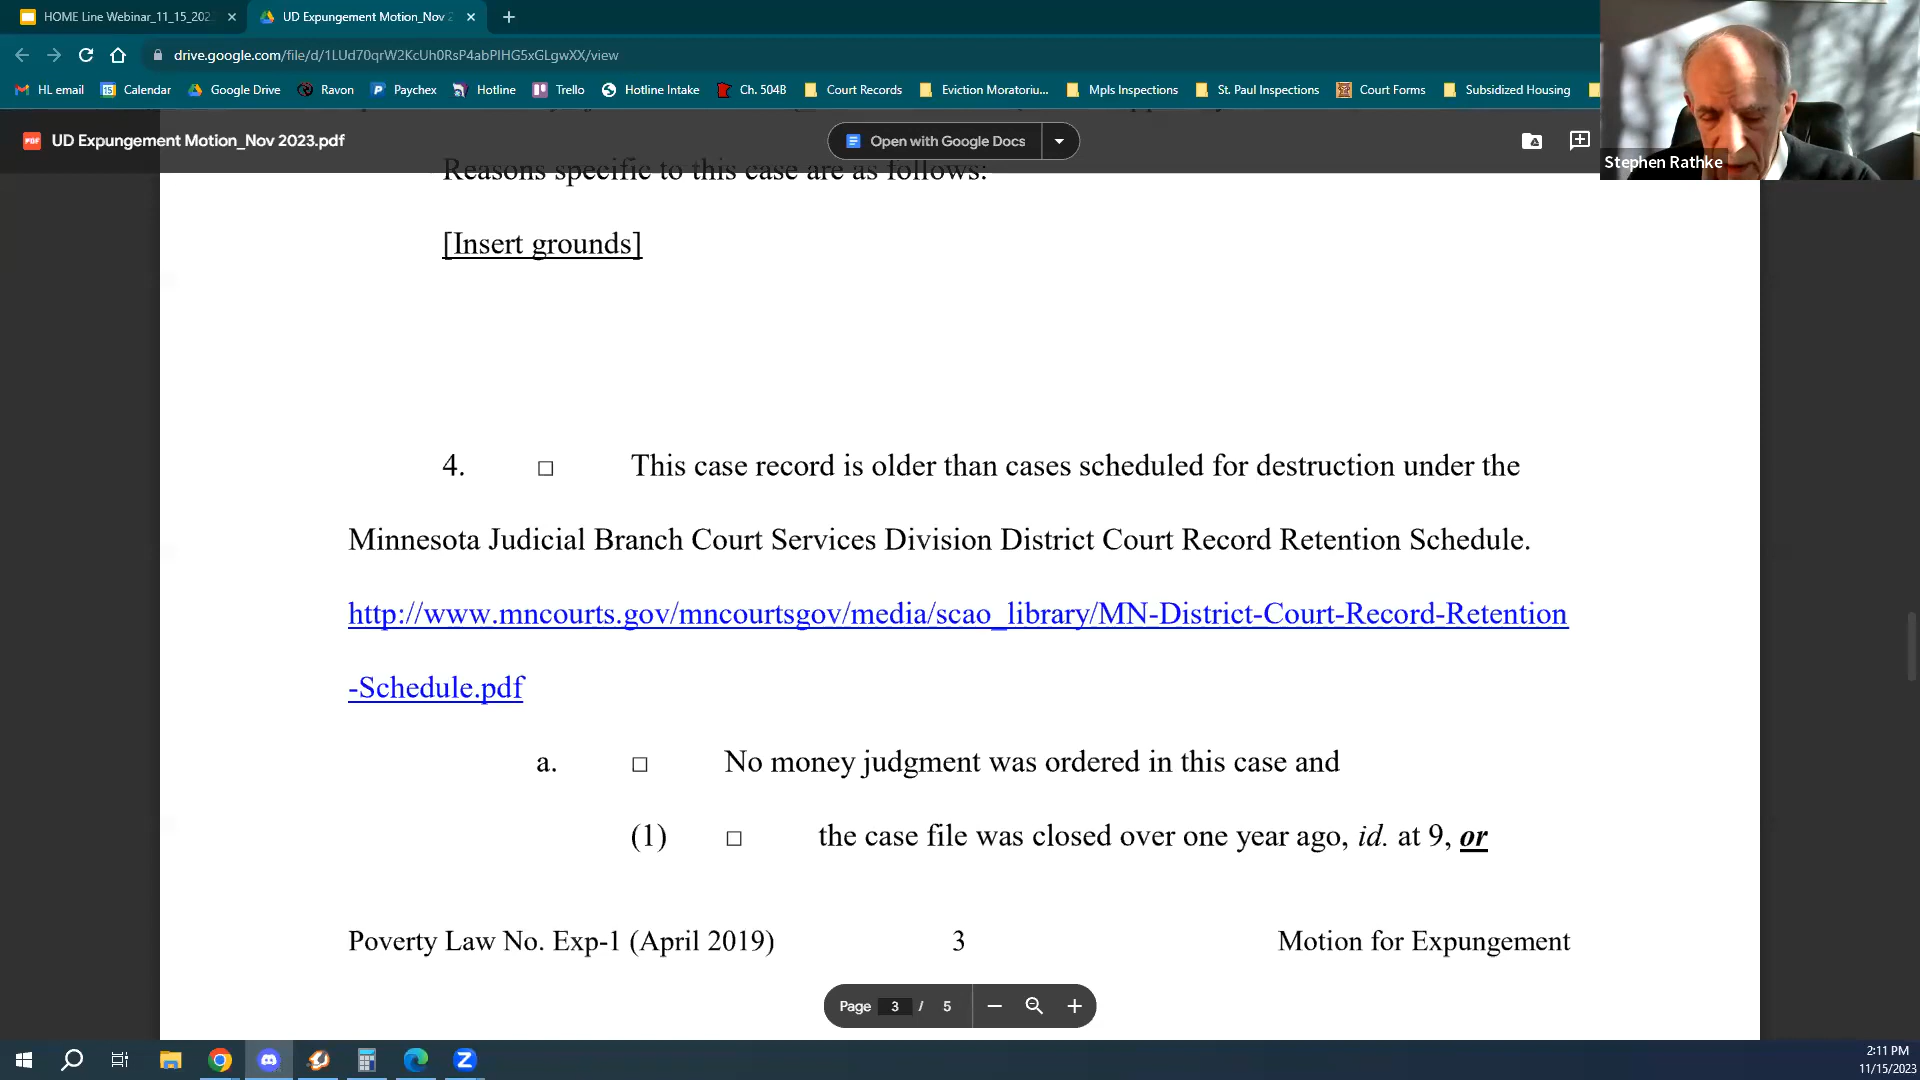 HOME Line Webinar_11_15_202
UD Expungement Motion_Nov 2
drive.google.com/file/d/1LUd70qrW2KcUh0RsP4abPIHG5xGLgwXX/view
HL email Calendar Google Drive Ravon Paychex Hotline Trello Hotline Intake Ch. 504B Court Records Eviction Moratoriu... Mpls Inspections St. Paul Inspections Court Forms Subsidized Housing
UD Expungement Motion_Nov 2023.pdf
Open with Google Docs
Stephen Rathke
Reasons specific to this case are as follows:
[Insert grounds]
4. □ This case record is older than cases scheduled for destruction under the
Minnesota Judicial Branch Court Services Division District Court Record Retention Schedule.
http://www.mncourts.gov/mncourtsgov/media/scao_library/MN-District-Court-Record-Retention
-Schedule.pdf
a. □ No money judgment was ordered in this case and
(1) □ the case file was closed over one year ago, id. at 9, or
Poverty Law No. Exp-1 (April 2019) 3 Motion for Expungement
Page 3 / 5
2:11 PM
11/15/2023